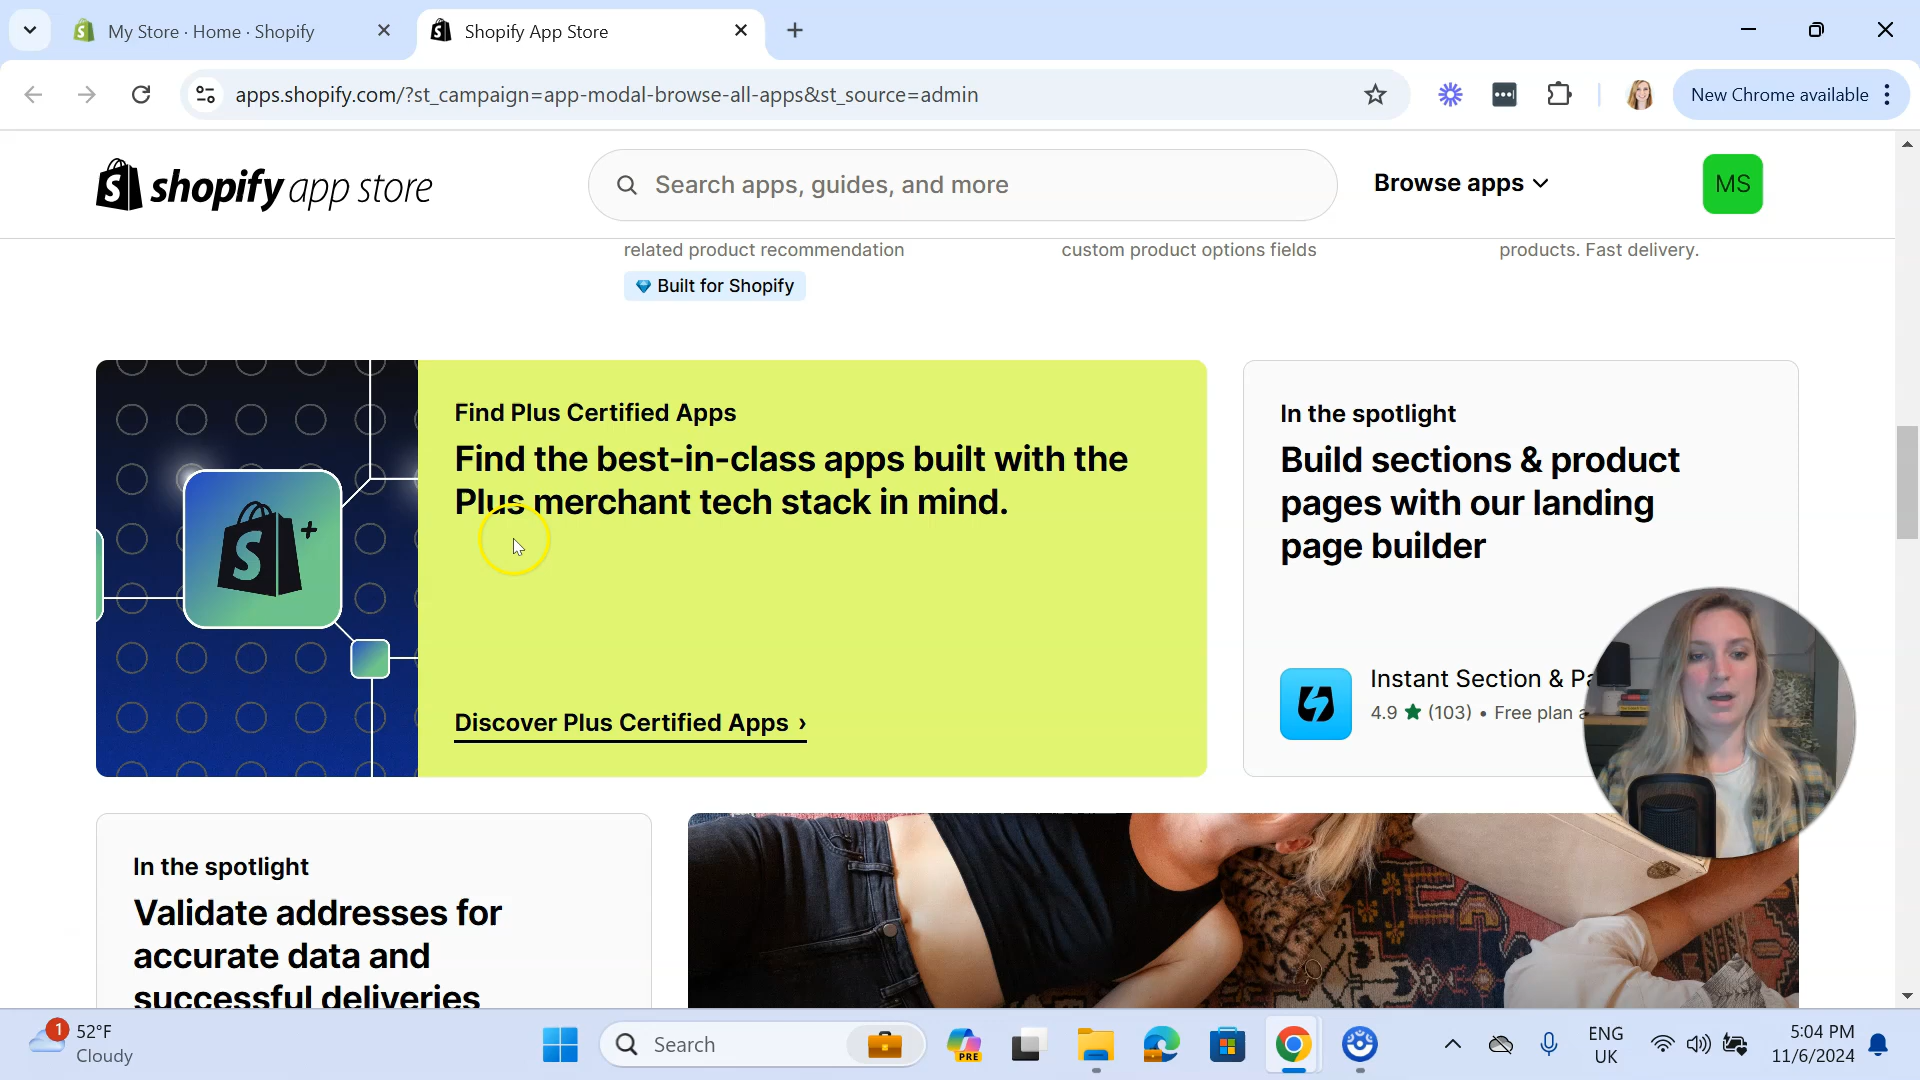 My Store · Home · Shopify
Shopify App Store
apps.shopify.com/?st_campaign=app-modal-browse-all-apps&st_source=admin
New Chrome available
shopify app store
Search apps, guides, and more
Browse apps
MS
related product recommendation
custom product options fields
products. Fast delivery.
Built for Shopify
Find Plus Certified Apps
Find the best-in-class apps built with the
Plus merchant tech stack in mind.
Discover Plus Certified Apps ›
In the spotlight
Build sections & product
pages with our landing
page builder
Instant Section & Pa
4.9 ★ (103) • Free plan a
In the spotlight
Validate addresses for
accurate data and
successful deliveries
1
52°F
Cloudy
Search
PRE
ENG
UK
5:04 PM
11/6/2024